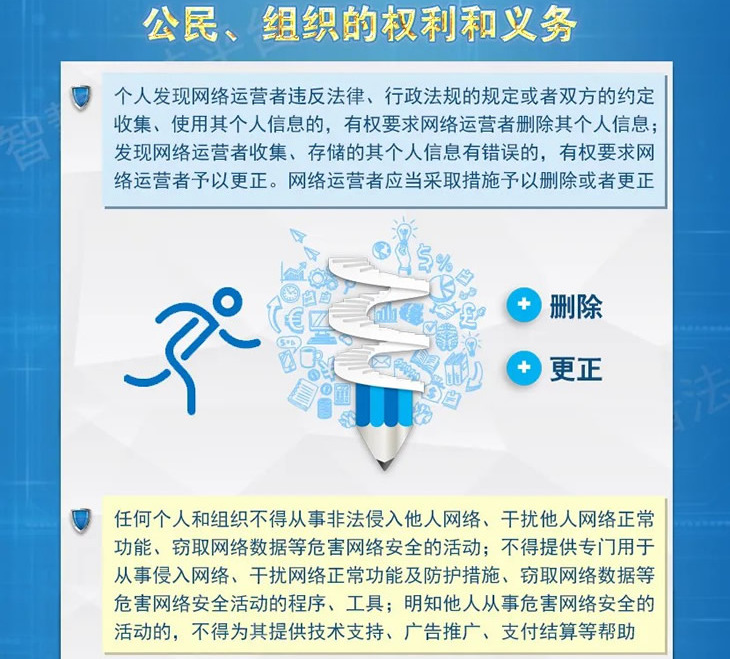 公民、组织的权利和义务
个人发现网络运营者违反法律、行政法规的规定或者双方的约定
收集、使用其个人信息的，有权要求网络运营者删除其个人信息；
发现网络运营者收集、存储的其个人信息有错误的，有权要求网
络运营者予以更正。网络运营者应当采取措施予以删除或者更正
删除
更正
任何个人和组织不得从事非法侵入他人网络、干扰他人网络正常
功能、窃取网络数据等危害网络安全的活动；不得提供专门用于
从事侵入网络、干扰网络正常功能及防护措施、窃取网络数据等
危害网络安全活动的程序、工具；明知他人从事危害网络安全的
活动的，不得为其提供技术支持、广告推广、支付结算等帮助